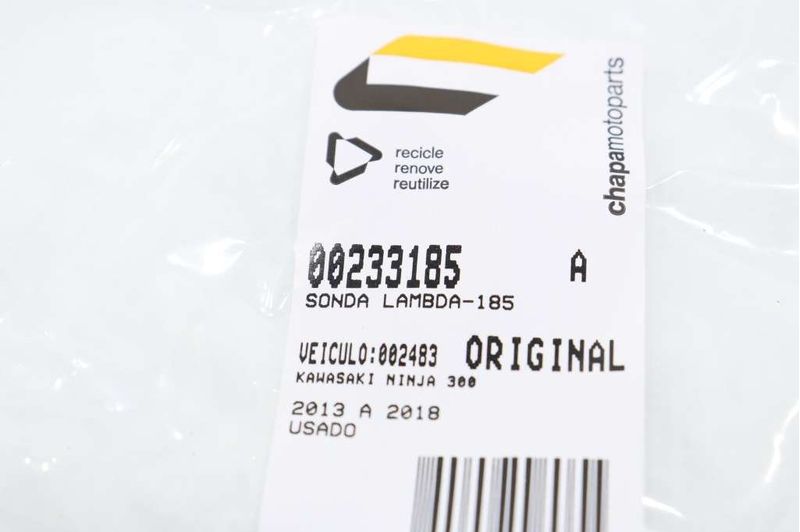 recicle
renove
reutilize
chapamotoparts
00233185 A
SONDA LAMBDA-185
VEICULO:002483 ORIGINAL
KAWASAKI NINJA 300
2013 A 2018
USADO